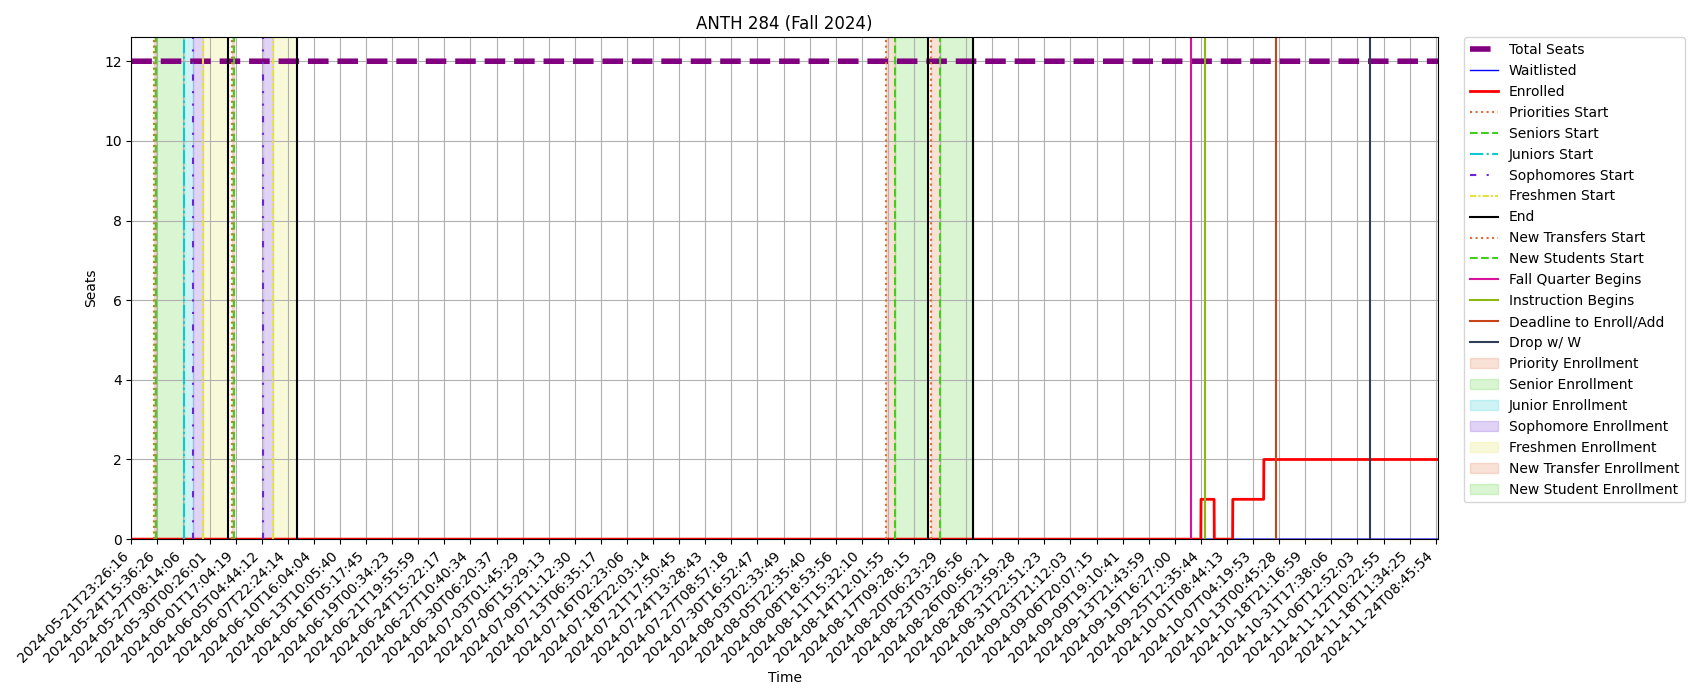 ANTH 284 (Fall 2024)
Seats
12
10
8
6
4
2
0
2024-05-21T23:26:16
2024-05-24T15:36:26
2024-05-27T08:14:06
2024-05-30T00:26:01
2024-06-01T17:04:19
2024-06-05T04:44:12
2024-06-07T22:24:14
2024-06-10T16:04:04
2024-06-13T10:05:40
2024-06-16T05:17:45
2024-06-19T00:34:23
2024-06-21T19:55:59
2024-06-24T15:22:17
2024-06-27T10:40:34
2024-06-30T06:20:37
2024-07-03T01:45:29
2024-07-06T15:29:13
2024-07-09T11:12:30
2024-07-13T06:35:17
2024-07-16T02:23:06
2024-07-18T22:03:14
2024-07-21T17:50:45
2024-07-24T13:28:43
2024-07-27T08:57:18
2024-07-30T16:52:47
2024-08-03T02:33:49
2024-08-05T22:35:40
2024-08-08T18:53:56
2024-08-11T15:32:10
2024-08-14T12:01:55
2024-08-17T09:28:15
2024-08-20T06:23:29
2024-08-23T03:26:56
2024-08-26T00:56:21
2024-08-28T23:59:28
2024-08-31T22:51:23
2024-09-03T21:12:03
2024-09-06T20:07:15
2024-09-09T19:10:41
2024-09-13T21:43:59
2024-09-19T16:27:00
2024-09-25T12:35:44
2024-10-01T08:44:13
2024-10-07T04:19:53
2024-10-13T00:45:28
2024-10-18T21:16:59
2024-10-31T17:38:06
2024-11-06T12:52:03
2024-11-12T10:22:55
2024-11-18T11:34:25
2024-11-24T08:45:54
Time
Total Seats
Waitlisted
Enrolled
Priorities Start
Seniors Start
Juniors Start
Sophomores Start
Freshmen Start
End
New Transfers Start
New Students Start
Fall Quarter Begins
Instruction Begins
Deadline to Enroll/Add
Drop w/ W
Priority Enrollment
Senior Enrollment
Junior Enrollment
Sophomore Enrollment
Freshmen Enrollment
New Transfer Enrollment
New Student Enrollment